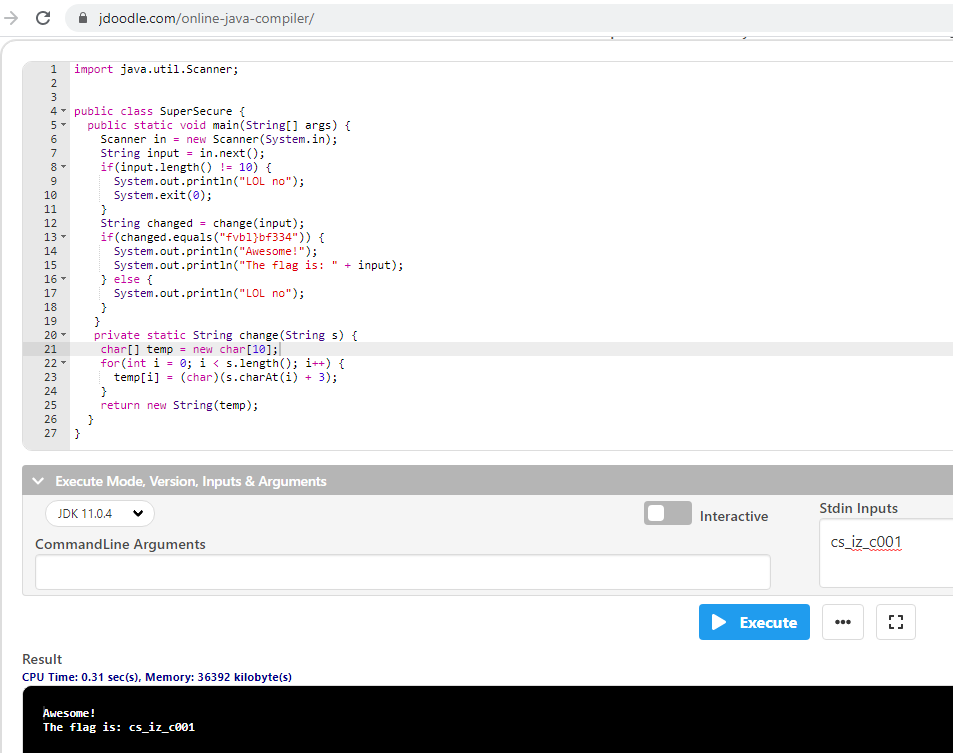 jdoodle.com/online-java-compiler/
1 import java.util.Scanner;
2
3
4 public class SuperSecure {
5 public static void main(String[] args) {
6 Scanner in = new Scanner(System.in);
7 String input = in.next();
8 if(input.length() != 10) {
9 System.out.println("LOL no");
10 System.exit(0);
11 }
12 String changed = change(input);
13 if(changed.equals("fvbl}bf334")) {
14 System.out.println("Awesome!");
15 System.out.println("The flag is: " + input);
16 } else {
17 System.out.println("LOL no");
18 }
19 }
20 private static String change(String s) {
21 char[] temp = new char[10];
22 for(int i = 0; i < s.length(); i++) {
23 temp[i] = (char)(s.charAt(i) + 3);
24 }
25 return new String(temp);
26 }
27 }
Execute Mode, Version, Inputs & Arguments
JDK 11.0.4
Interactive
Stdin Inputs
CommandLine Arguments
cs_iz_c001
Execute
Result
CPU Time: 0.31 sec(s), Memory: 36392 kilobyte(s)
Awesome!
The flag is: cs_iz_c001